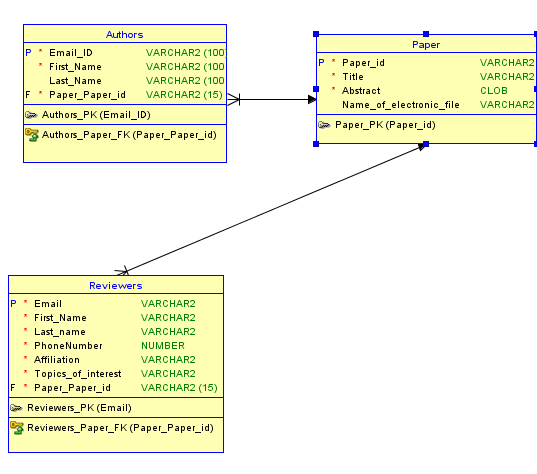 Authors
P * Email_ID VARCHAR2 (100)
* First_Name VARCHAR2 (100
Last_Name VARCHAR2 (100
F * Paper_Paper_id VARCHAR2 (15)
Authors_PK (Email_ID)
Authors_Paper_FK (Paper_Paper_id)
Paper
P * Paper_id VARCHAR2
* Title VARCHAR2
* Abstract CLOB
Name_of_electronic_file VARCHAR2
Paper_PK (Paper_id)
Reviewers
P * Email VARCHAR2
* First_Name VARCHAR2
* Last_name VARCHAR2
* PhoneNumber NUMBER
* Affiliation VARCHAR2
* Topics_of_interest VARCHAR2
F * Paper_Paper_id VARCHAR2 (15)
Reviewers_PK (Email)
Reviewers_Paper_FK (Paper_Paper_id)